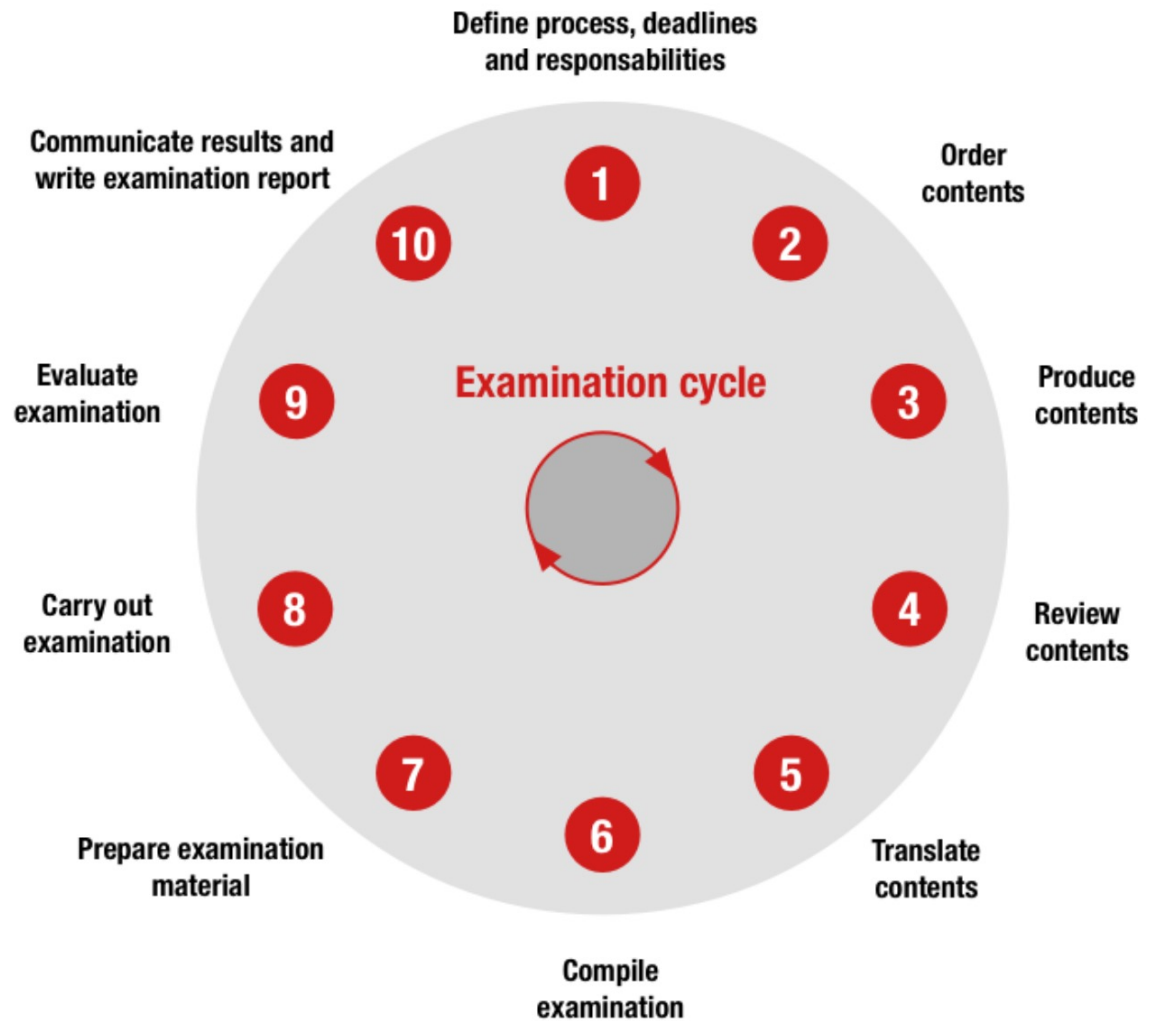 Define process, deadlines
and responsabilities
1
Order
contents
2
Produce
contents
3
Review
contents
4
Translate
contents
5
Compile
examination
6
Prepare examination
material
7
Carry out
examination
8
Evaluate
examination
9
Communicate results and
write examination report
10
Examination cycle